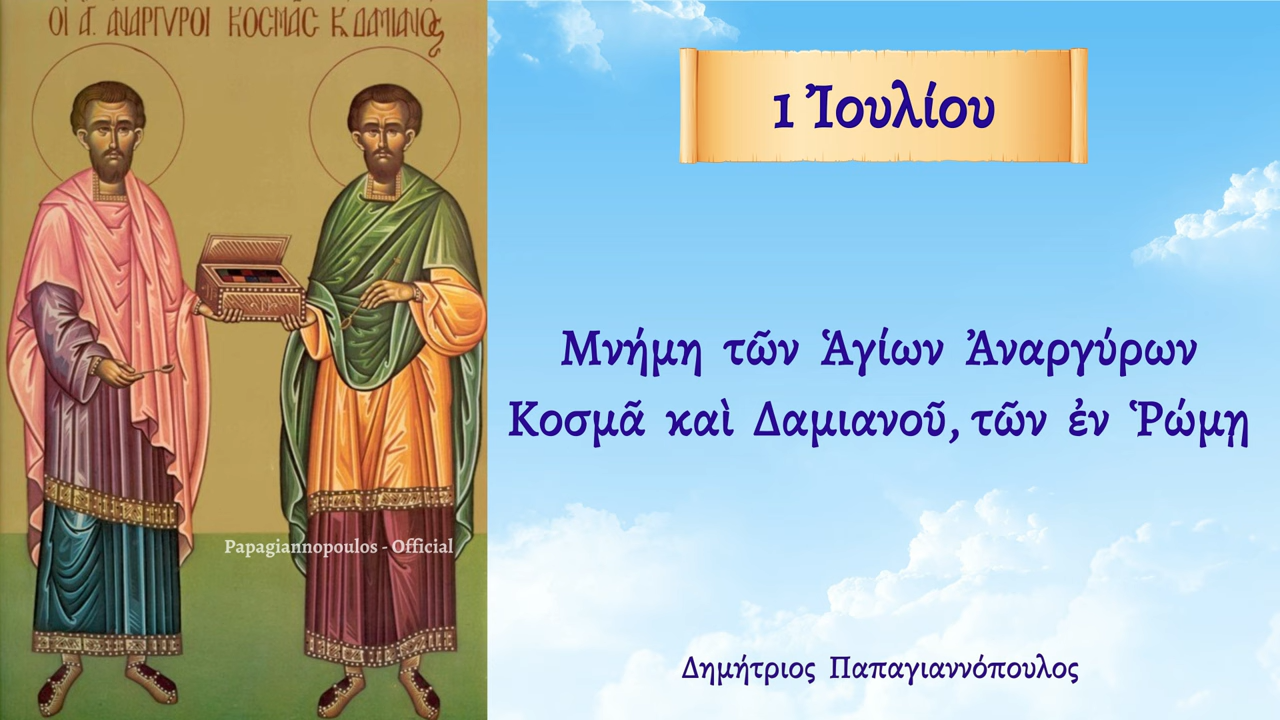 ΟΙ Ἅ. ΑΝΑΡΓΥΡΟΙ ΚΟΣΜΑΣ Κ ΔΑΜΙΑΝΟς
1 Ἰουλίου
Μνήμη τῶν Ἁγίων Ἀναργύρων
Κοσμᾶ καὶ Δαμιανοῦ, τῶν ἐν Ῥώμῃ
Papagiannopoulos - Official
Δημήτριος Παπαγιαννόπουλος